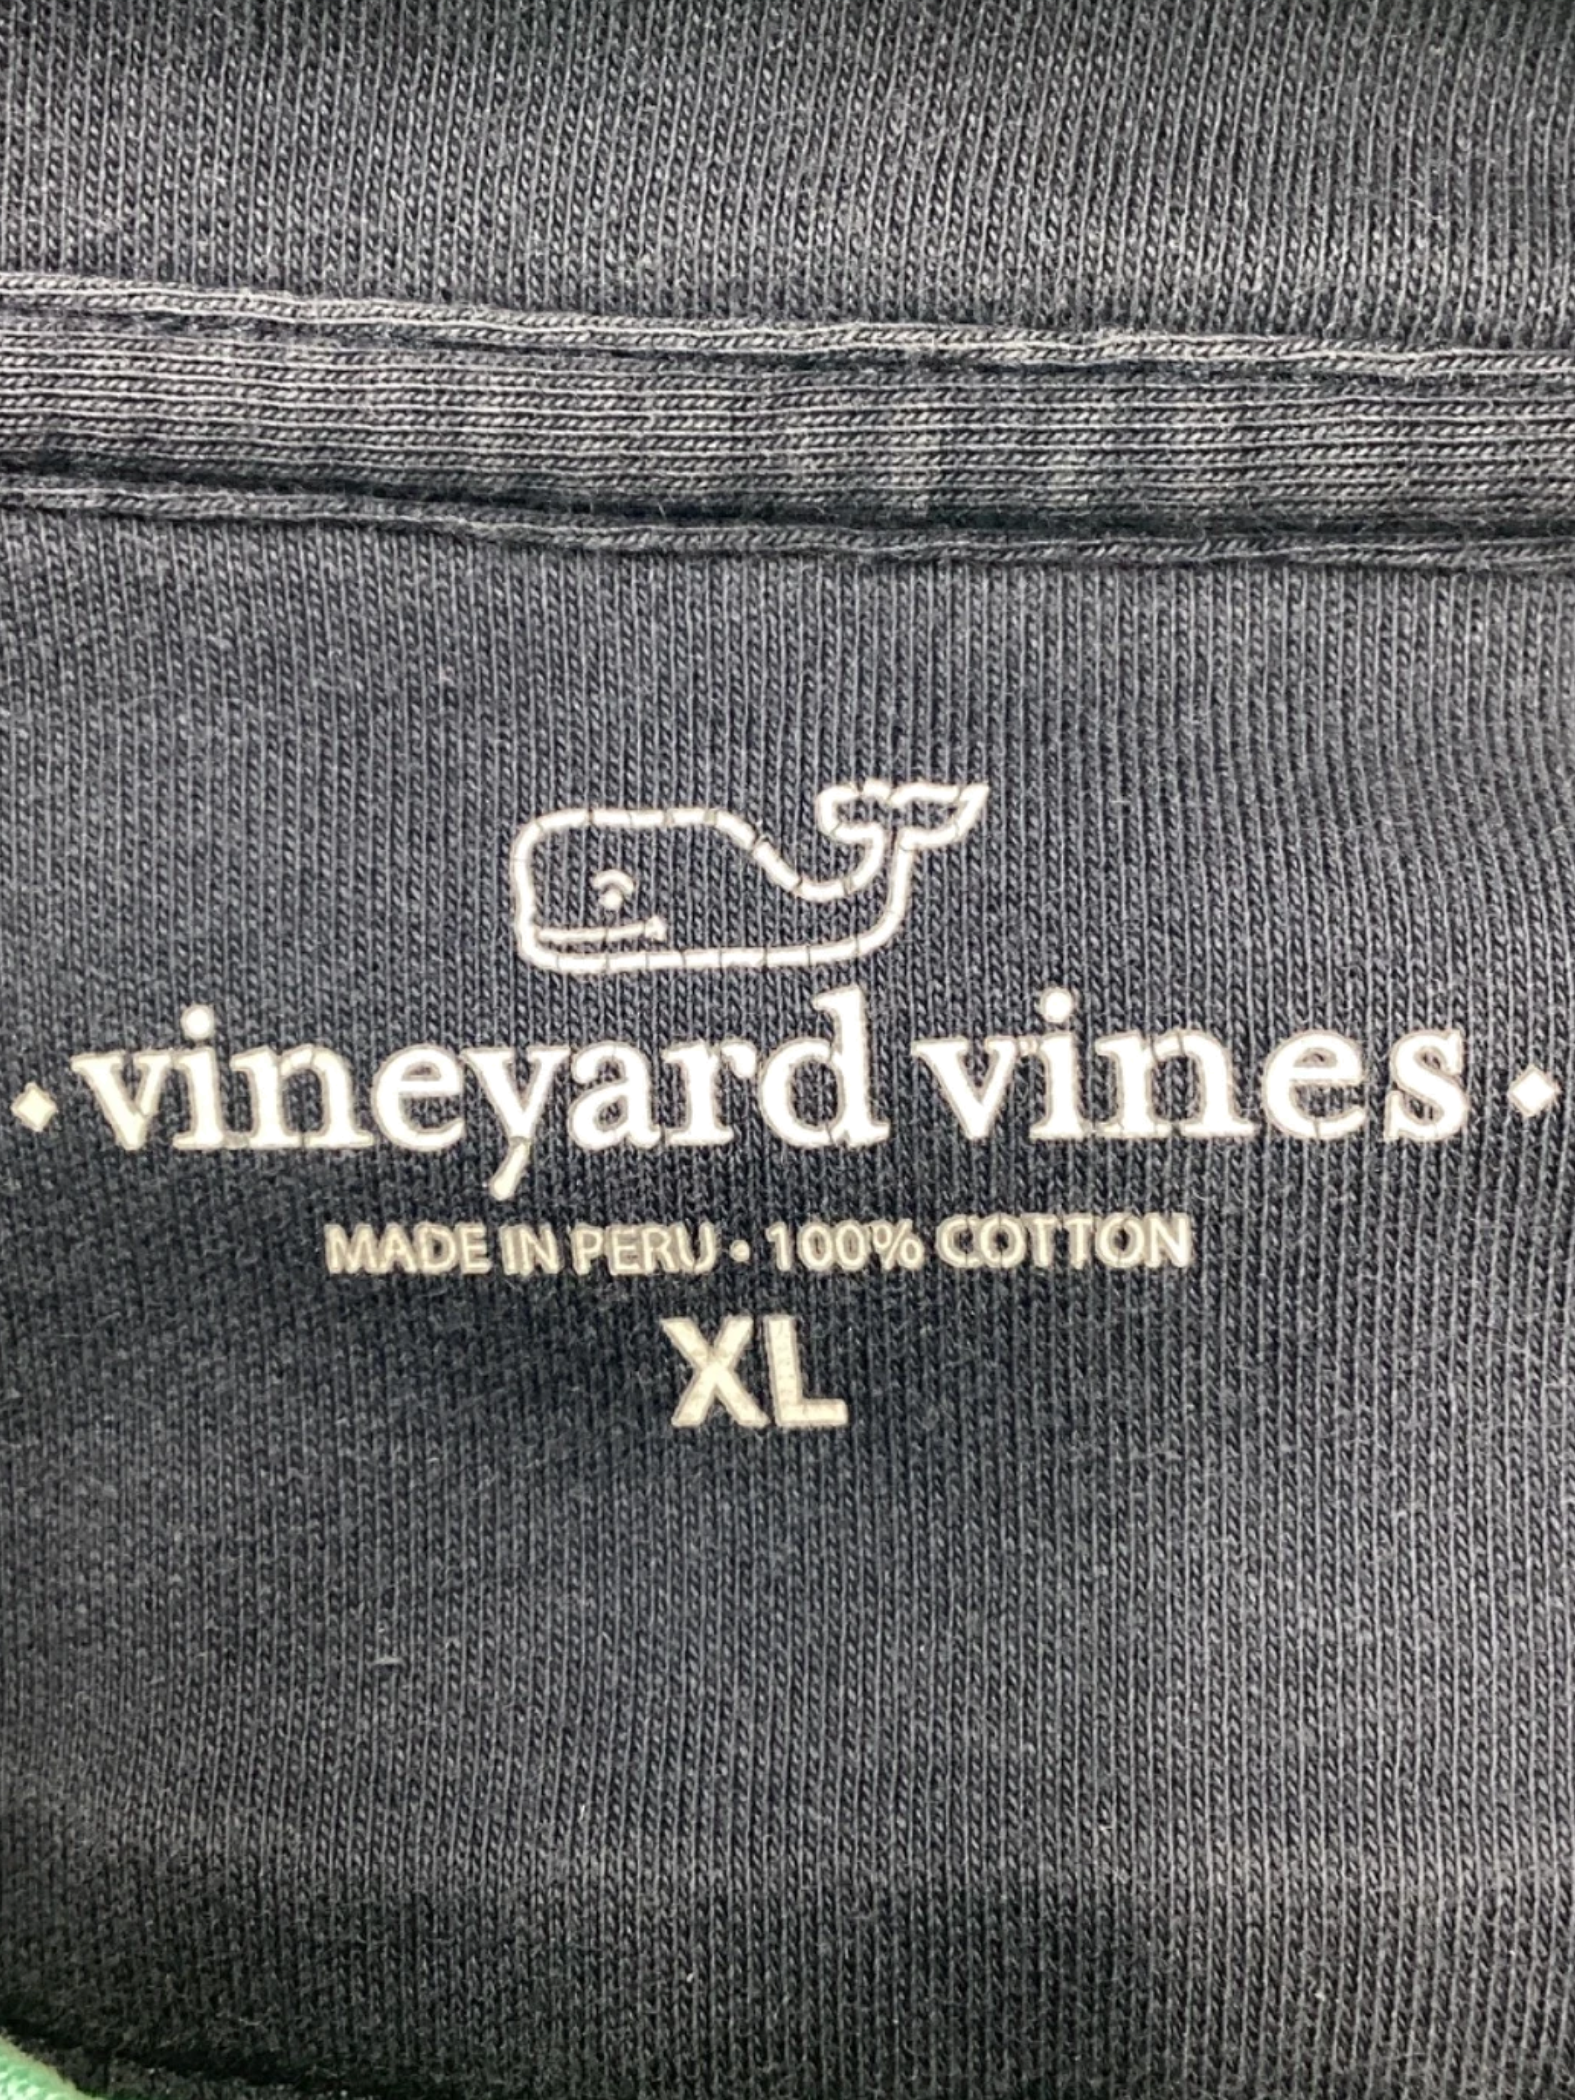 · vineyard vines ·
MADE IN PERU • 100% COTTON
XL